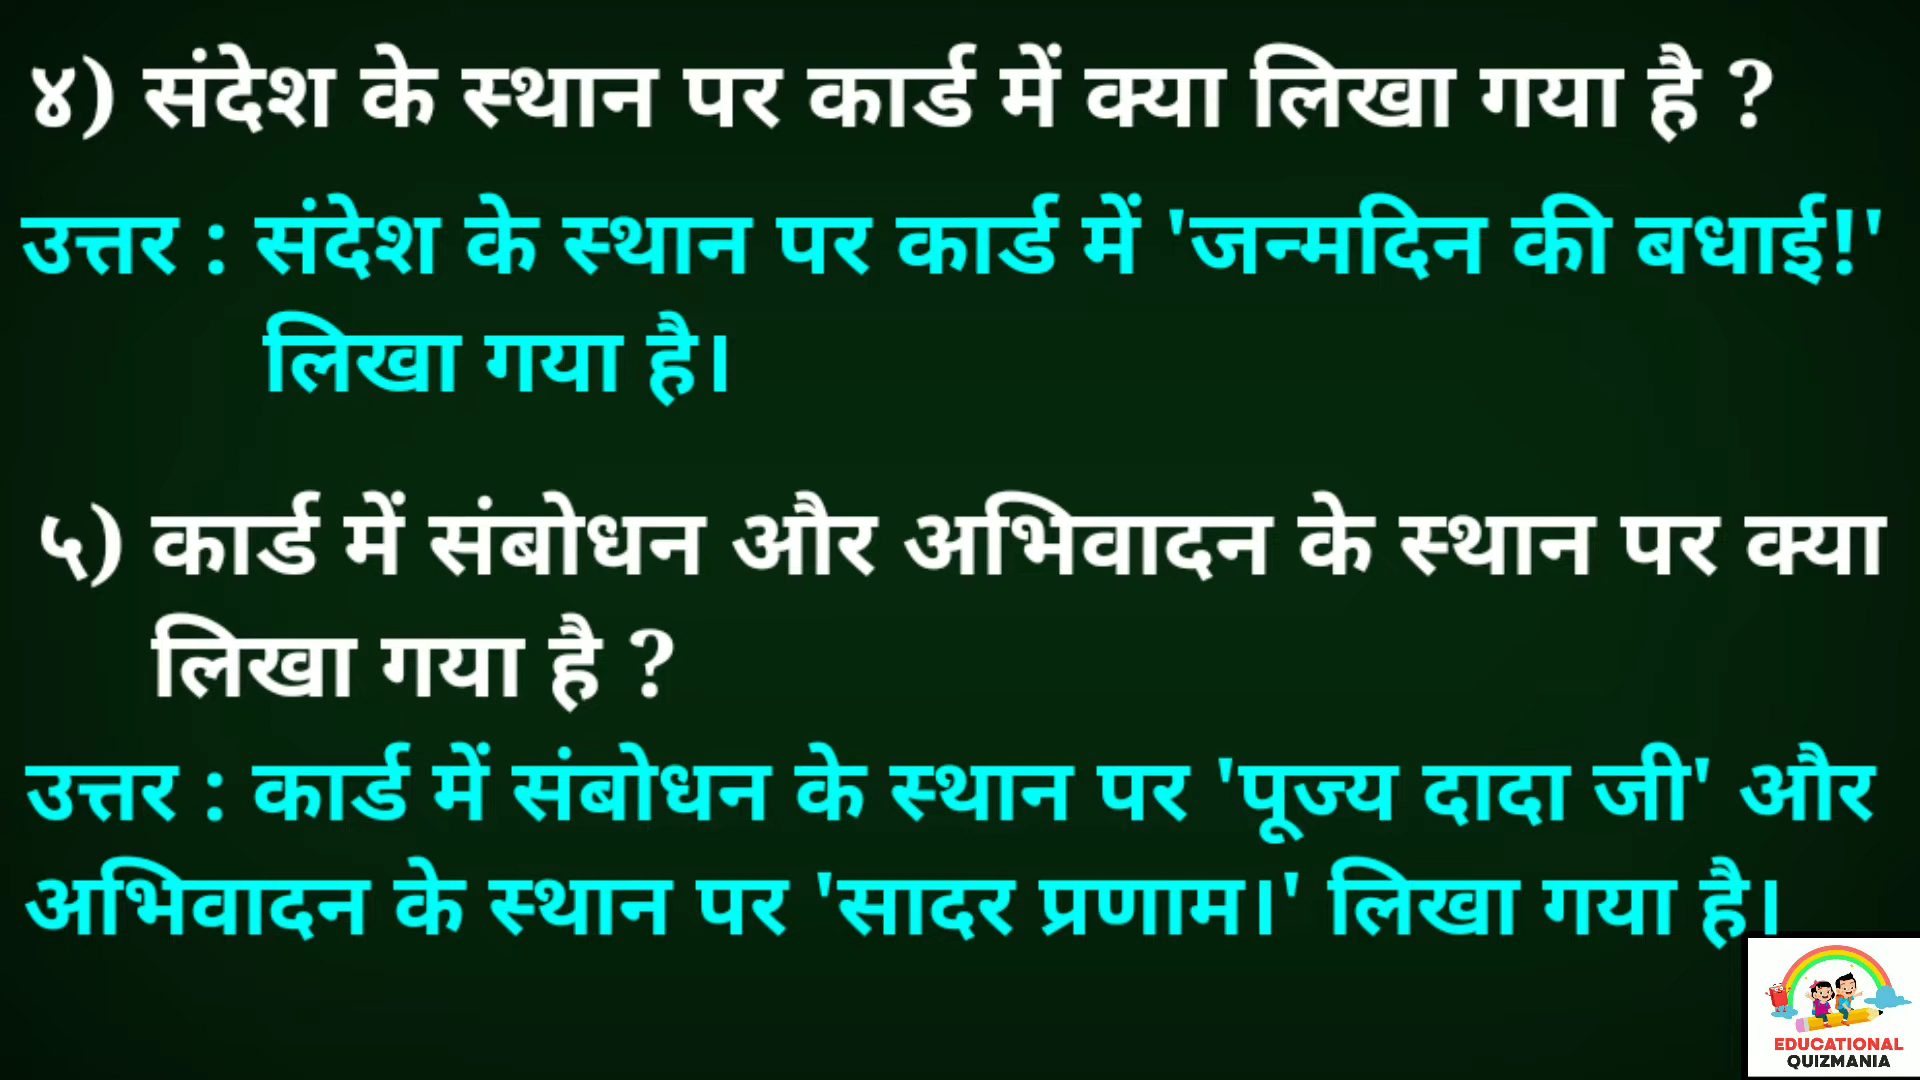 ४) संदेश के स्थान पर कार्ड में क्या लिखा गया है ?
उत्तर : संदेश के स्थान पर कार्ड में 'जन्मदिन की बधाई!'
लिखा गया है।
५) कार्ड में संबोधन और अभिवादन के स्थान पर क्या
लिखा गया है ?
उत्तर : कार्ड में संबोधन के स्थान पर 'पूज्य दादा जी' और
अभिवादन के स्थान पर 'सादर प्रणाम।' लिखा गया है।
EDUCATIONAL
QUIZMANIA